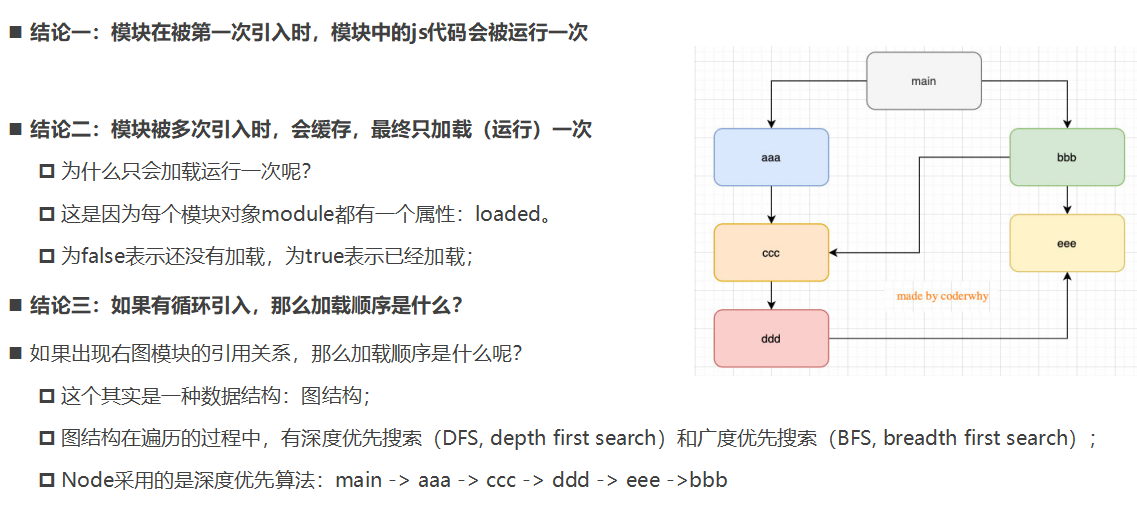 结论一：模块在被第一次引入时，模块中的js代码会被运行一次
结论二：模块被多次引入时，会缓存，最终只加载（运行）一次
为什么只会加载运行一次呢？
这是因为每个模块对象module都有一个属性：loaded。
为false表示还没有加载，为true表示已经加载；
结论三：如果有循环引入，那么加载顺序是什么？
如果出现右图模块的引用关系，那么加载顺序是什么呢？
这个其实是一种数据结构：图结构；
图结构在遍历的过程中，有深度优先搜索（DFS, depth first search）和广度优先搜索（BFS, breadth first search）；
Node采用的是深度优先算法：main -> aaa -> ccc -> ddd -> eee ->bbb
main
aaa
bbb
ccc
eee
made by coderwhy
ddd